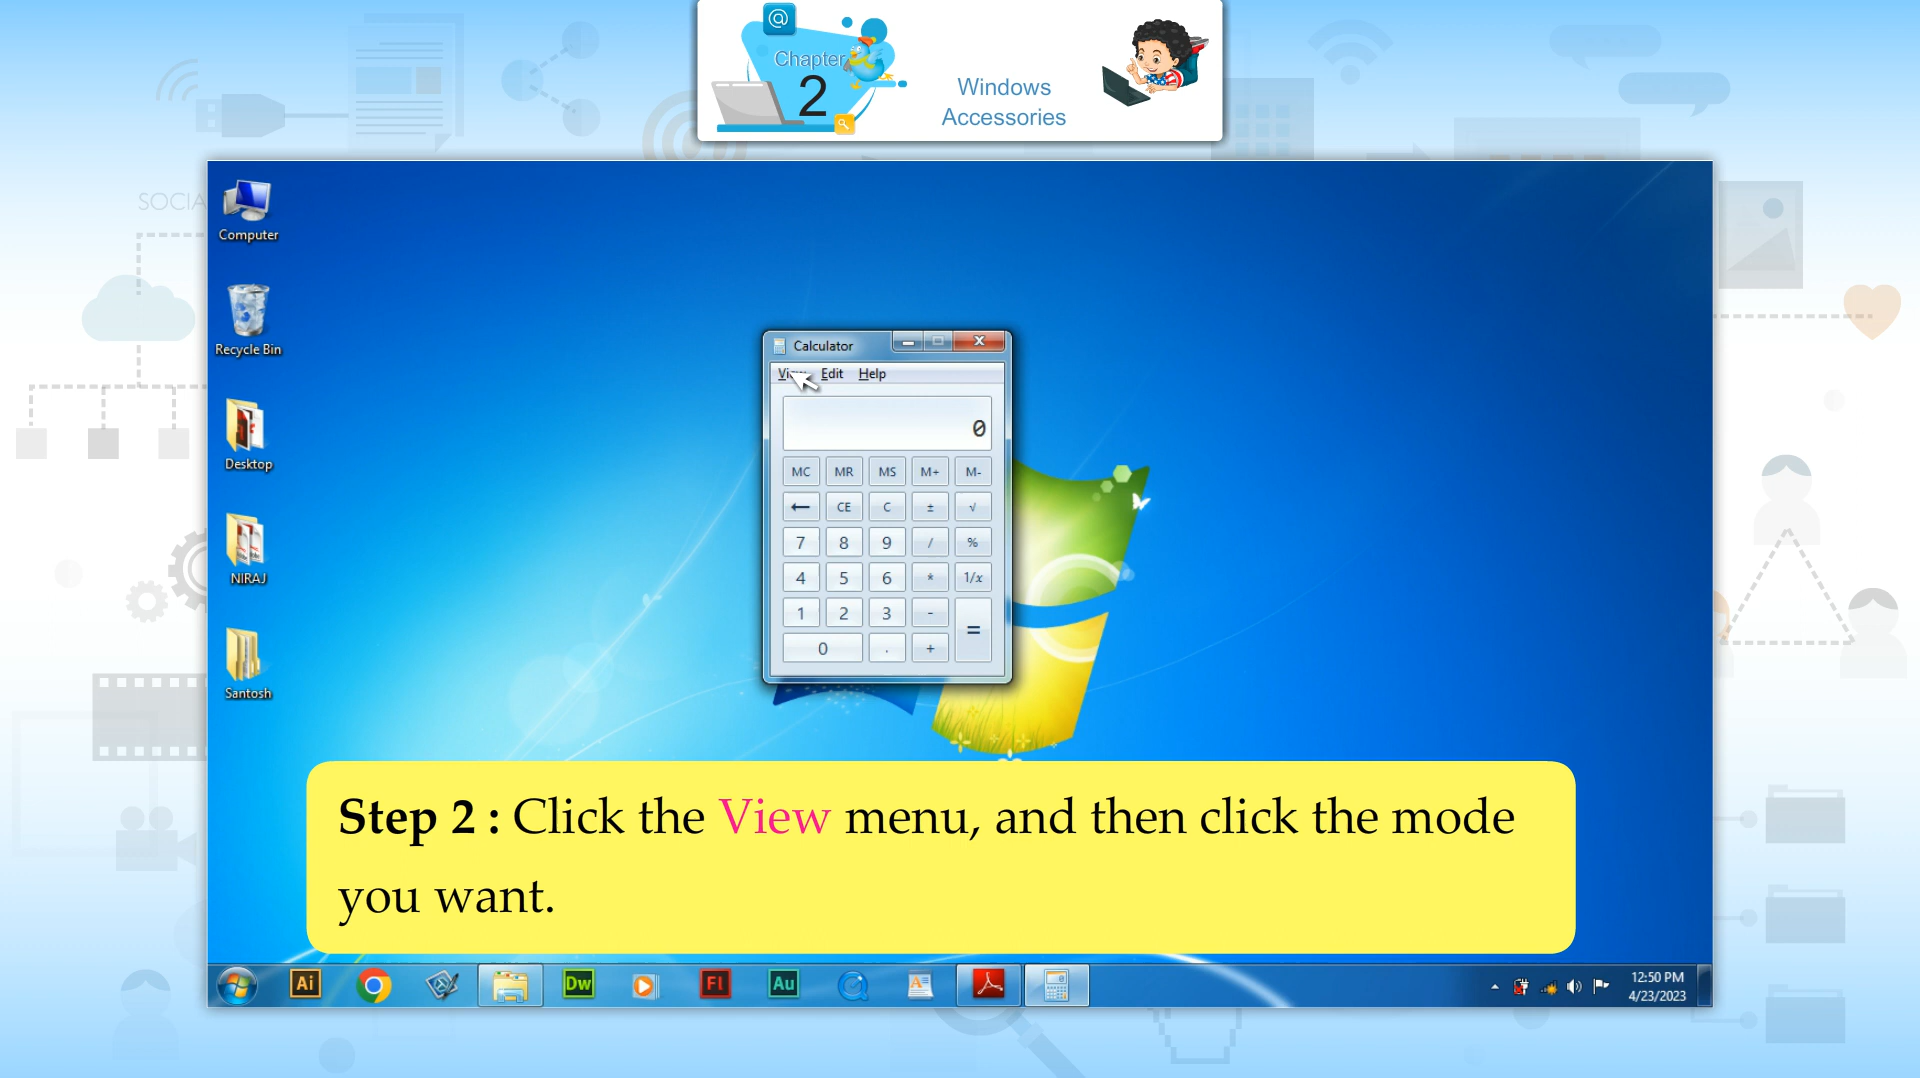 @
Chapter
2
Windows
Accessories
SOCIA
Computer
Recycle Bin
Desktop
NIRAJ
Santosh
Calculator
View Edit Help
0
MC MR MS M+ M-
← CE C ± √
7 8 9 / %
4 5 6 * 1/x
1 2 3 - =
0 . +
Step 2 : Click the View menu, and then click the mode
you want.
Ai Dw Fl Au
12:50 PM
4/23/2023